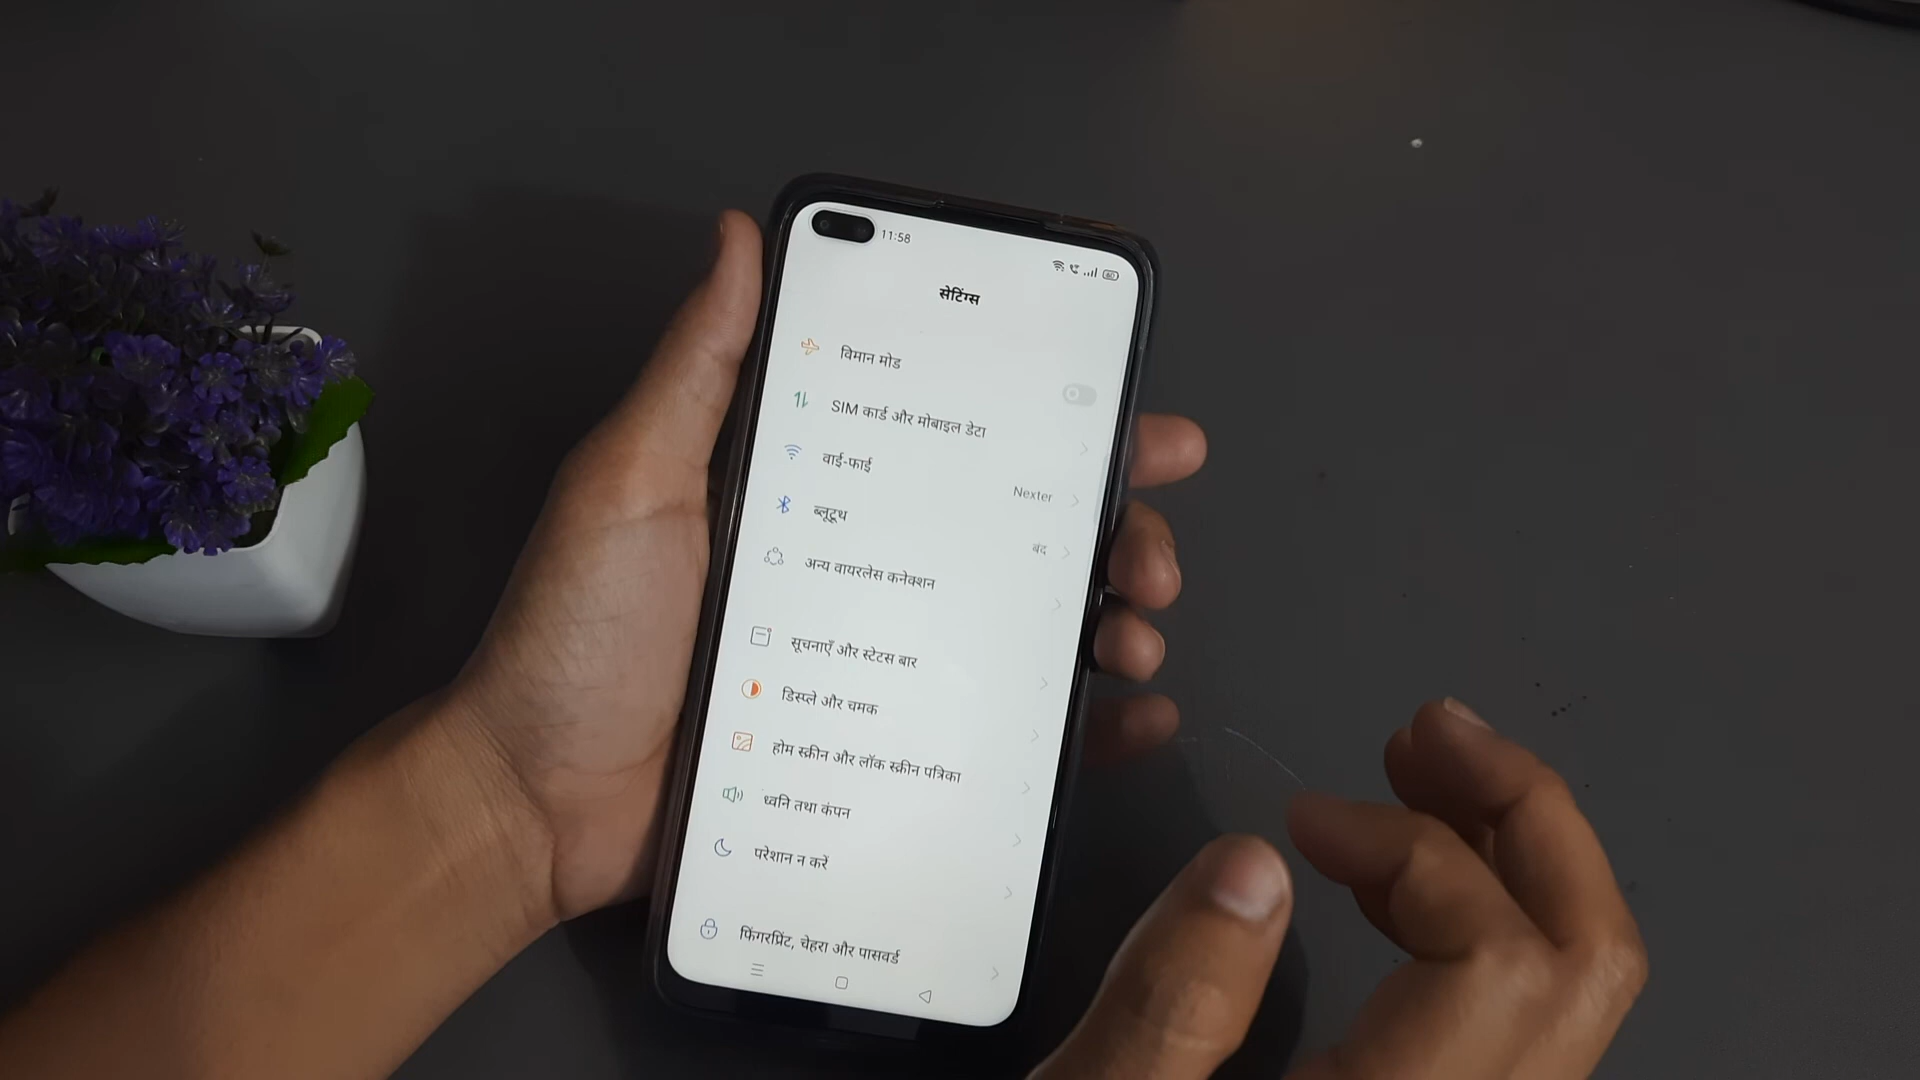 11:58
60
सेटिंग्स
विमान मोड
SIM कार्ड और मोबाइल डेटा
वाई-फाई
Nexter
ब्लूटूथ
बंद
अन्य वायरलेस कनेक्शन
सूचनाएँ और स्टेटस बार
डिस्प्ले और चमक
होम स्क्रीन और लॉक स्क्रीन पत्रिका
ध्वनि तथा कंपन
परेशान न करें
फिंगरप्रिंट, चेहरा और पासवर्ड